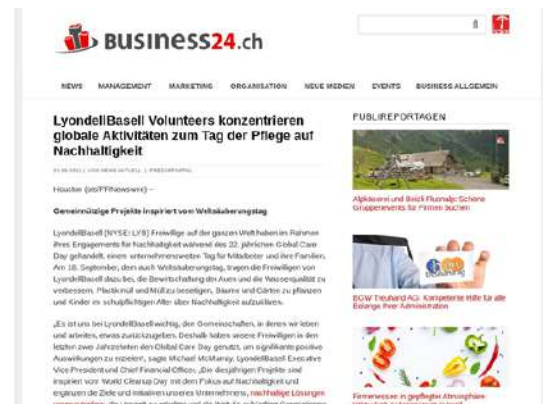 BUSINESS24.ch
NEWS MANAGEMENT MARKETING ORGANISATION NEUE MEDIEN EVENTS BUSINESS ALLGEMEIN
LyondellBasell Volunteers konzentrieren
globale Aktivitäten zum Tag der Pflege auf
Nachhaltigkeit
Houston (ots/PRNewswire) –
Gemeinnützige Projekte inspiriert vom Weltsäuberungstag
LyondellBasell (NYSE: LYB) Freiwillige auf der ganzen Welt haben im Rahmen
ihres Engagements für Nachhaltigkeit während des 22. jährlichen Global Care
Day gehandelt, einem unternehmensweiten Tag für Mitarbeiter und ihre Familien.
Am 18. September, dem auch Weltsäuberungstag, trugen die Freiwilligen von
LyondellBasell dazu bei, die Bewirtschaftung der Auen und die Wasserqualität zu
verbessern, Plastikmüll und Müll zu beseitigen, Bäume und Gärten zu pflanzen
und Kinder im schulpflichtigen Alter über Nachhaltigkeit aufzuklären.
„Es ist uns bei LyondellBasell wichtig, den Gemeinschaften, in denen wir leben
und arbeiten, etwas zurückzugeben. Deshalb haben unsere Freiwilligen in den
letzten zwei Jahrzehnten den Global Care Day genutzt, um signifikante positive
Auswirkungen zu erzielen", sagte Michael McMurray, LyondellBasell Executive
Vice President und Chief Financial Officer. „Die diesjährigen Projekte sind
inspiriert vom World Cleanup Day mit dem Fokus auf Nachhaltigkeit und
ergänzen die Ziele und Initiativen unseres Unternehmens, nachhaltige Lösungen
PUBLIREPORTAGEN
Alpkäserei und Beizli Fluonalp: Schöne
Gruppenevents für Firmen buchen
BGW Treuhand AG: Kompetente Hilfe für alle
Belange Ihrer Administration
Firmenessen in gepflegter Atmosphäre